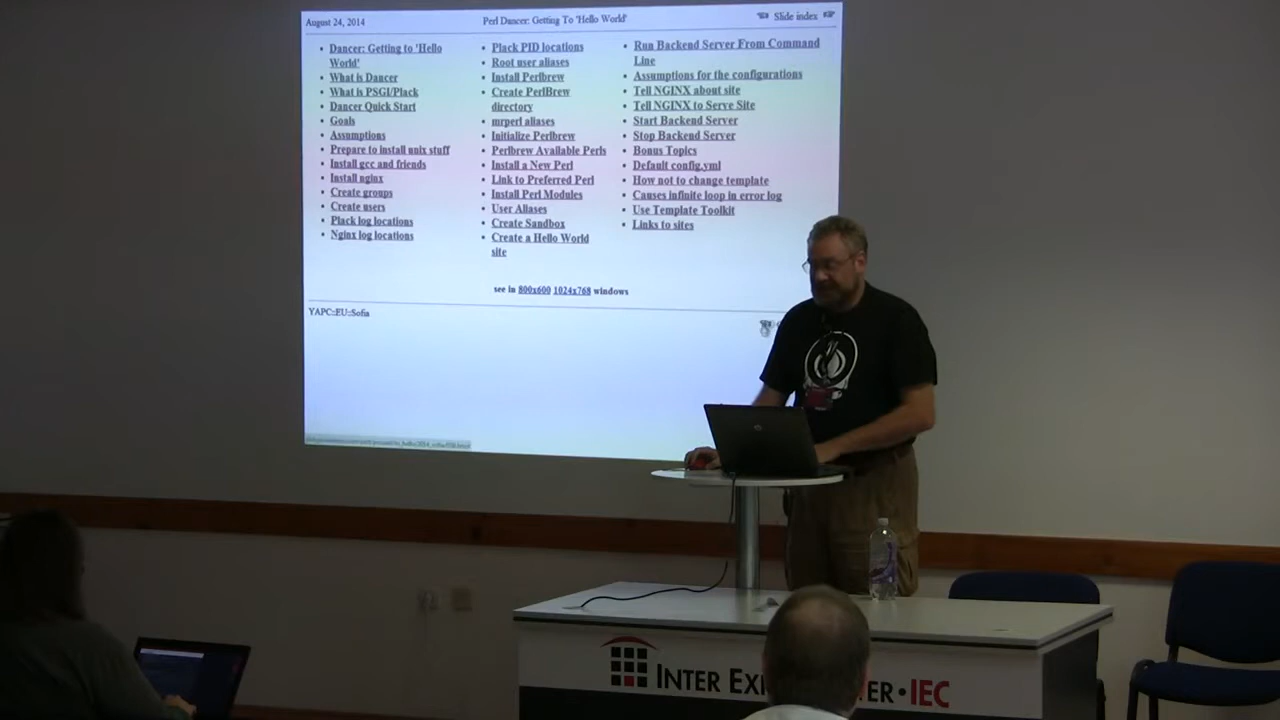 August 24, 2014
Perl Dancer: Getting To 'Hello World'
Slide index
Dancer: Getting to 'Hello
World'
What is Dancer
What is PSGI/Plack
Dancer Quick Start
Goals
Assumptions
Prepare to install unix stuff
Install gcc and friends
Install nginx
Create groups
Create users
Plack log locations
Nginx log locations
Plack PID locations
Root user aliases
Install Perlbrew
Create PerlBrew
directory
mrperl aliases
Initialize Perlbrew
Perlbrew Available Perls
Install a New Perl
Link to Preferred Perl
Install Perl Modules
User Aliases
Create Sandbox
Create a Hello World
site
Run Backend Server From Command
Line
Assumptions for the configurations
Tell NGINX about site
Tell NGINX to Serve Site
Start Backend Server
Stop Backend Server
Bonus Topics
Default config.yml
How not to change template
Causes infinite loop in error log
Use Template Toolkit
Links to sites
see in 800x600 1024x768 windows
YAPC::EU::Sofia
INTER EX ER · IEC